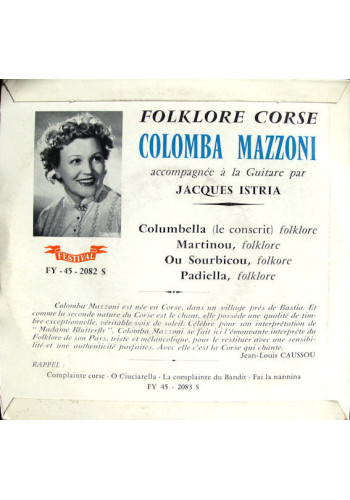 FOLKLORE CORSE
COLOMBA MAZZONI
accompagnée à la Guitare par
JACQUES ISTRIA
Columbella (le conscrit) folklore
Martinou, folklore
Ou Sourbicou, folkore
Padiella, folklore
FESTIVAL
FY - 45 - 2082 S
Colomba Mazzoni est née en Corse, dans un village près de Bastia. Et
comme la seconde nature du Corse est le chant, elle possède une qualité de tim-
bre exceptionnelle, véritable voix de soleil. Célèbre pour son interprétation de
"Madame Butterfly". Colomba Mazzoni se fait ici l'émouvante interprète du
Folklore de son Pays, triste et mélancolique, pour le restituer avec une sensibi-
lité et une authenticité parfaites. Avec elle c'est la Corse qui chante.
Jean-Louis CAUSSOU
RAPPEL :
Complainte corse - O Ciuciarella - La complainte du Bandit - Fai la nannina
FY 45 - 2083 S